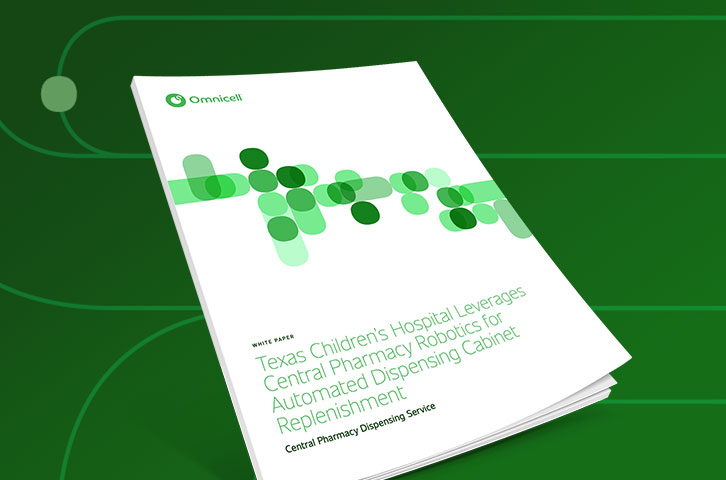 Omnicell
WHITE PAPER
Texas Children's Hospital Leverages
Central Pharmacy Robotics for
Automated Dispensing Cabinet
Replenishment
Central Pharmacy Dispensing Service